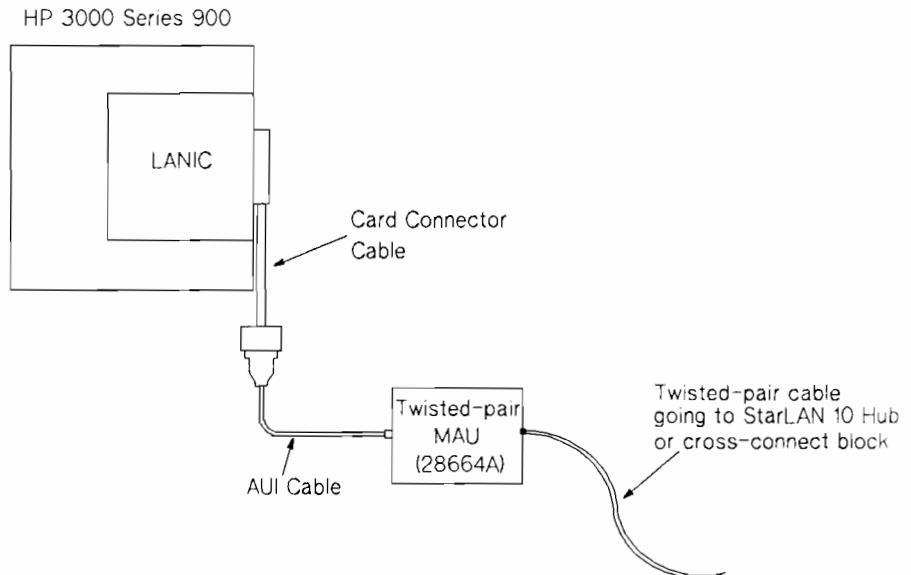 HP 3000 Series 900
LANIC
Card Connector
Cable
Twisted-pair
MAU
(28664A)
AUI Cable
Twisted-pair cable
going to StarLAN 10 Hub
or cross-connect block